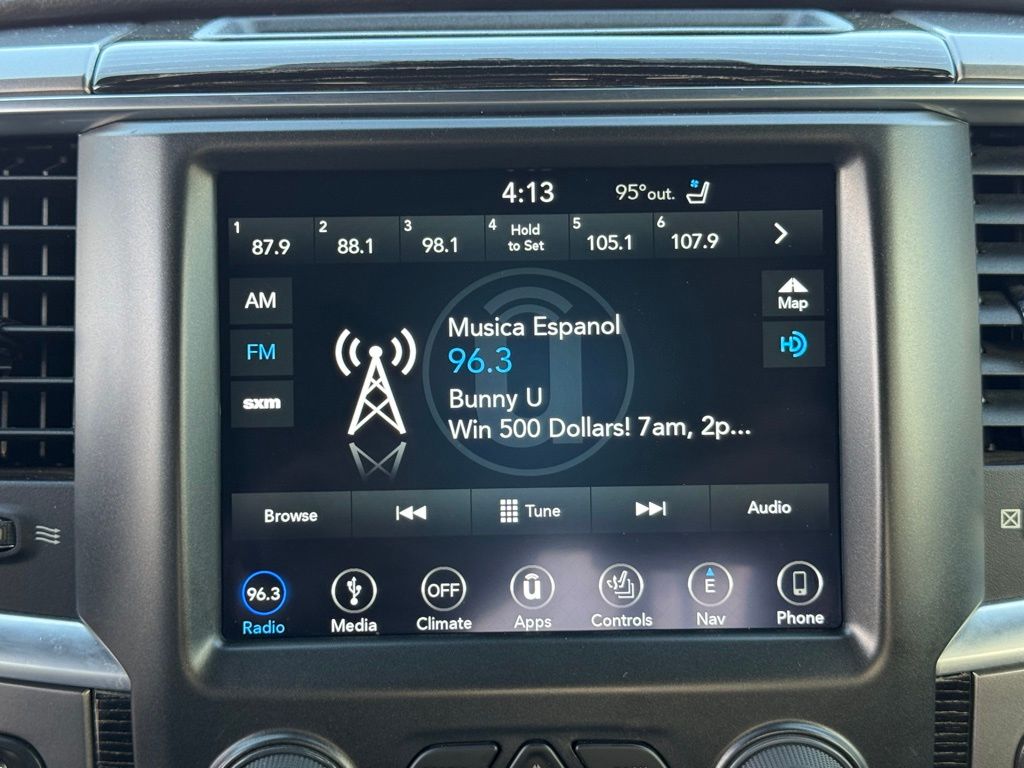 4:13 95° out.
1 87.9 2 88.1 3 98.1 4 Hold to Set 5 105.1 6 107.9
AM
Map
Musica Espanol
FM
96.3
HD
sxm
Bunny U
Win 500 Dollars! 7am, 2p...
Browse Tune Audio
96.3 OFF E
Radio Media Climate Apps Controls Nav Phone